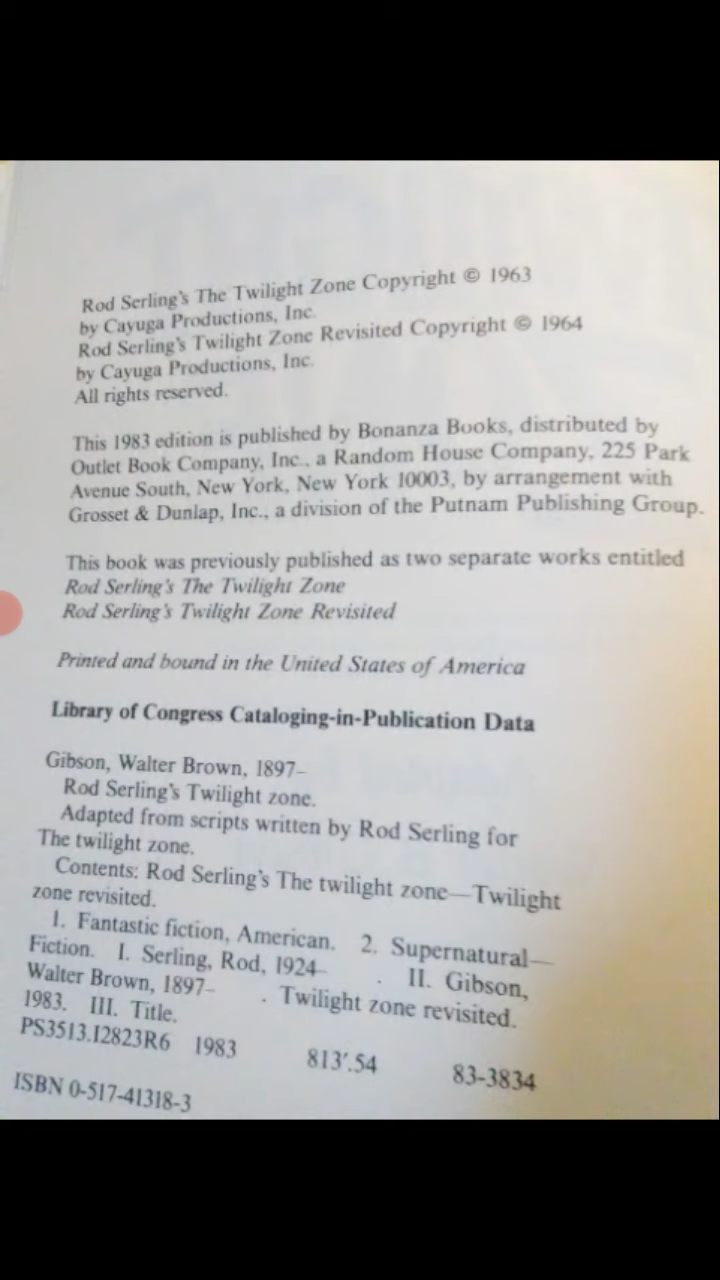 Rod Serling's The Twilight Zone Copyright © 1963
by Cayuga Productions, Inc.
Rod Serling's Twilight Zone Revisited Copyright © 1964
by Cayuga Productions, Inc.
All rights reserved.
This 1983 edition is published by Bonanza Books, distributed by
Outlet Book Company, Inc., a Random House Company, 225 Park
Avenue South, New York, New York 10003, by arrangement with
Grosset & Dunlap, Inc., a division of the Putnam Publishing Group.
This book was previously published as two separate works entitled
Rod Serling's The Twilight Zone
Rod Serling's Twilight Zone Revisited
Printed and bound in the United States of America
Library of Congress Cataloging-in-Publication Data
Gibson, Walter Brown, 1897–
Rod Serling's Twilight zone.
Adapted from scripts written by Rod Serling for
The twilight zone.
Contents: Rod Serling's The twilight zone—Twilight
zone revisited.
1. Fantastic fiction, American. 2. Supernatural—
Fiction. I. Serling, Rod, 1924– . II. Gibson,
Walter Brown, 1897– . Twilight zone revisited.
1983. III. Title.
PS3513.I2823R6 1983 813'.54 83-3834
ISBN 0-517-41318-3